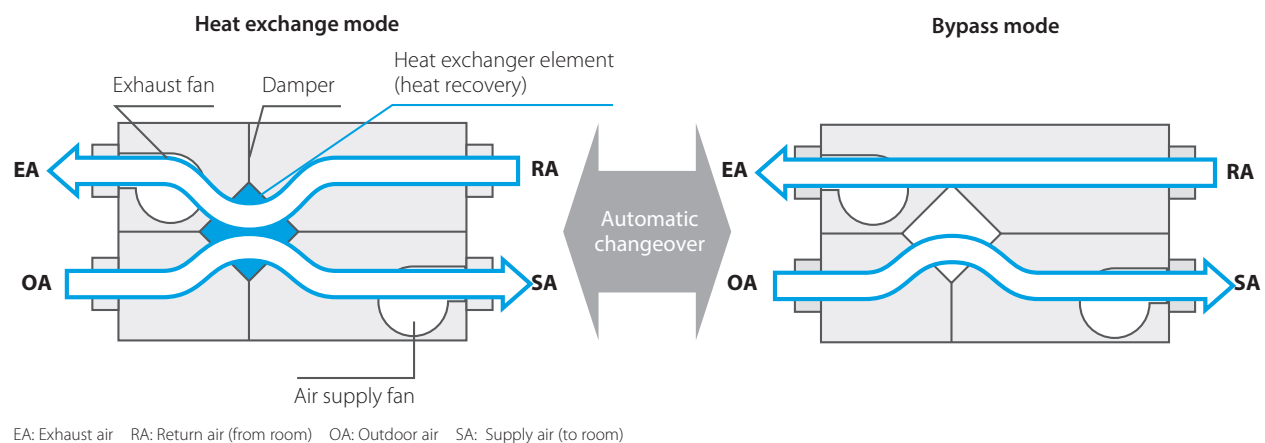 Heat exchange mode
Bypass mode
Heat exchanger element
(heat recovery)
Exhaust fan
Damper
EA
RA
EA
RA
Automatic
changeover
OA
SA
OA
SA
Air supply fan
EA: Exhaust air RA: Return air (from room) OA: Outdoor air SA: Supply air (to room)